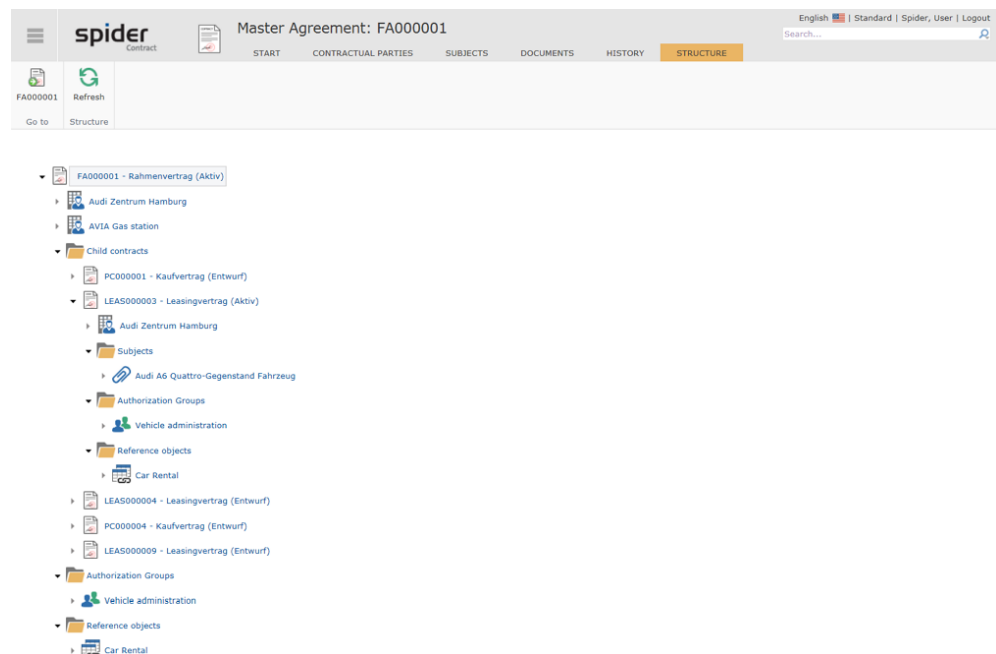 English | Standard | Spider, User | Logout
spider
Contract
Master Agreement: FA000001
Search...
START CONTRACTUAL PARTIES SUBJECTS DOCUMENTS HISTORY STRUCTURE
FA000001 Refresh
Go to Structure
FA000001 - Rahmenvertrag (Aktiv)
Audi Zentrum Hamburg
AVIA Gas station
Child contracts
PC000001 - Kaufvertrag (Entwurf)
LEAS000003 - Leasingvertrag (Aktiv)
Audi Zentrum Hamburg
Subjects
Audi A6 Quattro-Gegenstand Fahrzeug
Authorization Groups
Vehicle administration
Reference objects
Car Rental
LEAS000004 - Leasingvertrag (Entwurf)
PC000004 - Kaufvertrag (Entwurf)
LEAS000009 - Leasingvertrag (Entwurf)
Authorization Groups
Vehicle administration
Reference objects
Car Rental